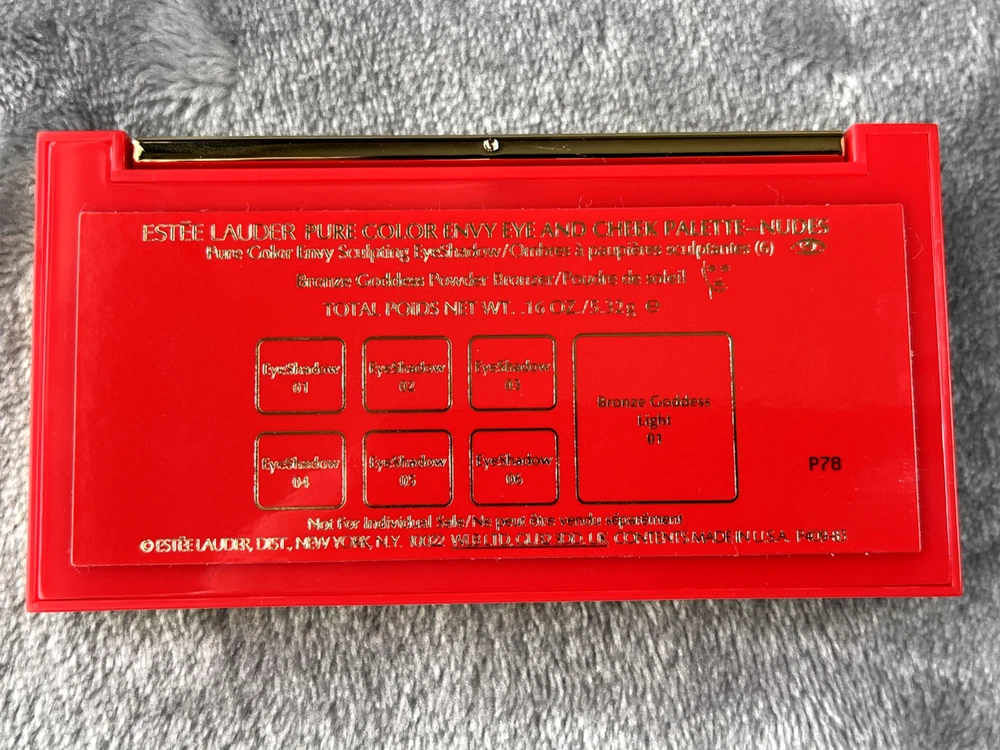 ESTĒE LAUDER PURE COLOR ENVY EYE AND CHEEK PALETTE–NUDES
Pure Color Envy Sculpting EyeShadow/Ombres à paupières sculptantes (6)
Bronze Goddess Powder Bronzer/Poudre de soleil
TOTAL POIDS NET WT. .16 OZ./5.32g ℮
EyeShadow
01
EyeShadow
02
EyeShadow
03
Bronze Goddess
Light
01
EyeShadow
04
EyeShadow
05
EyeShadow
06
P78
Not For Individual Sale/Ne peut être vendu séparément
© ESTĒE LAUDER, DIST., NEW YORK, N.Y. 10022 UK CONTENTS MADE IN U.S.A.